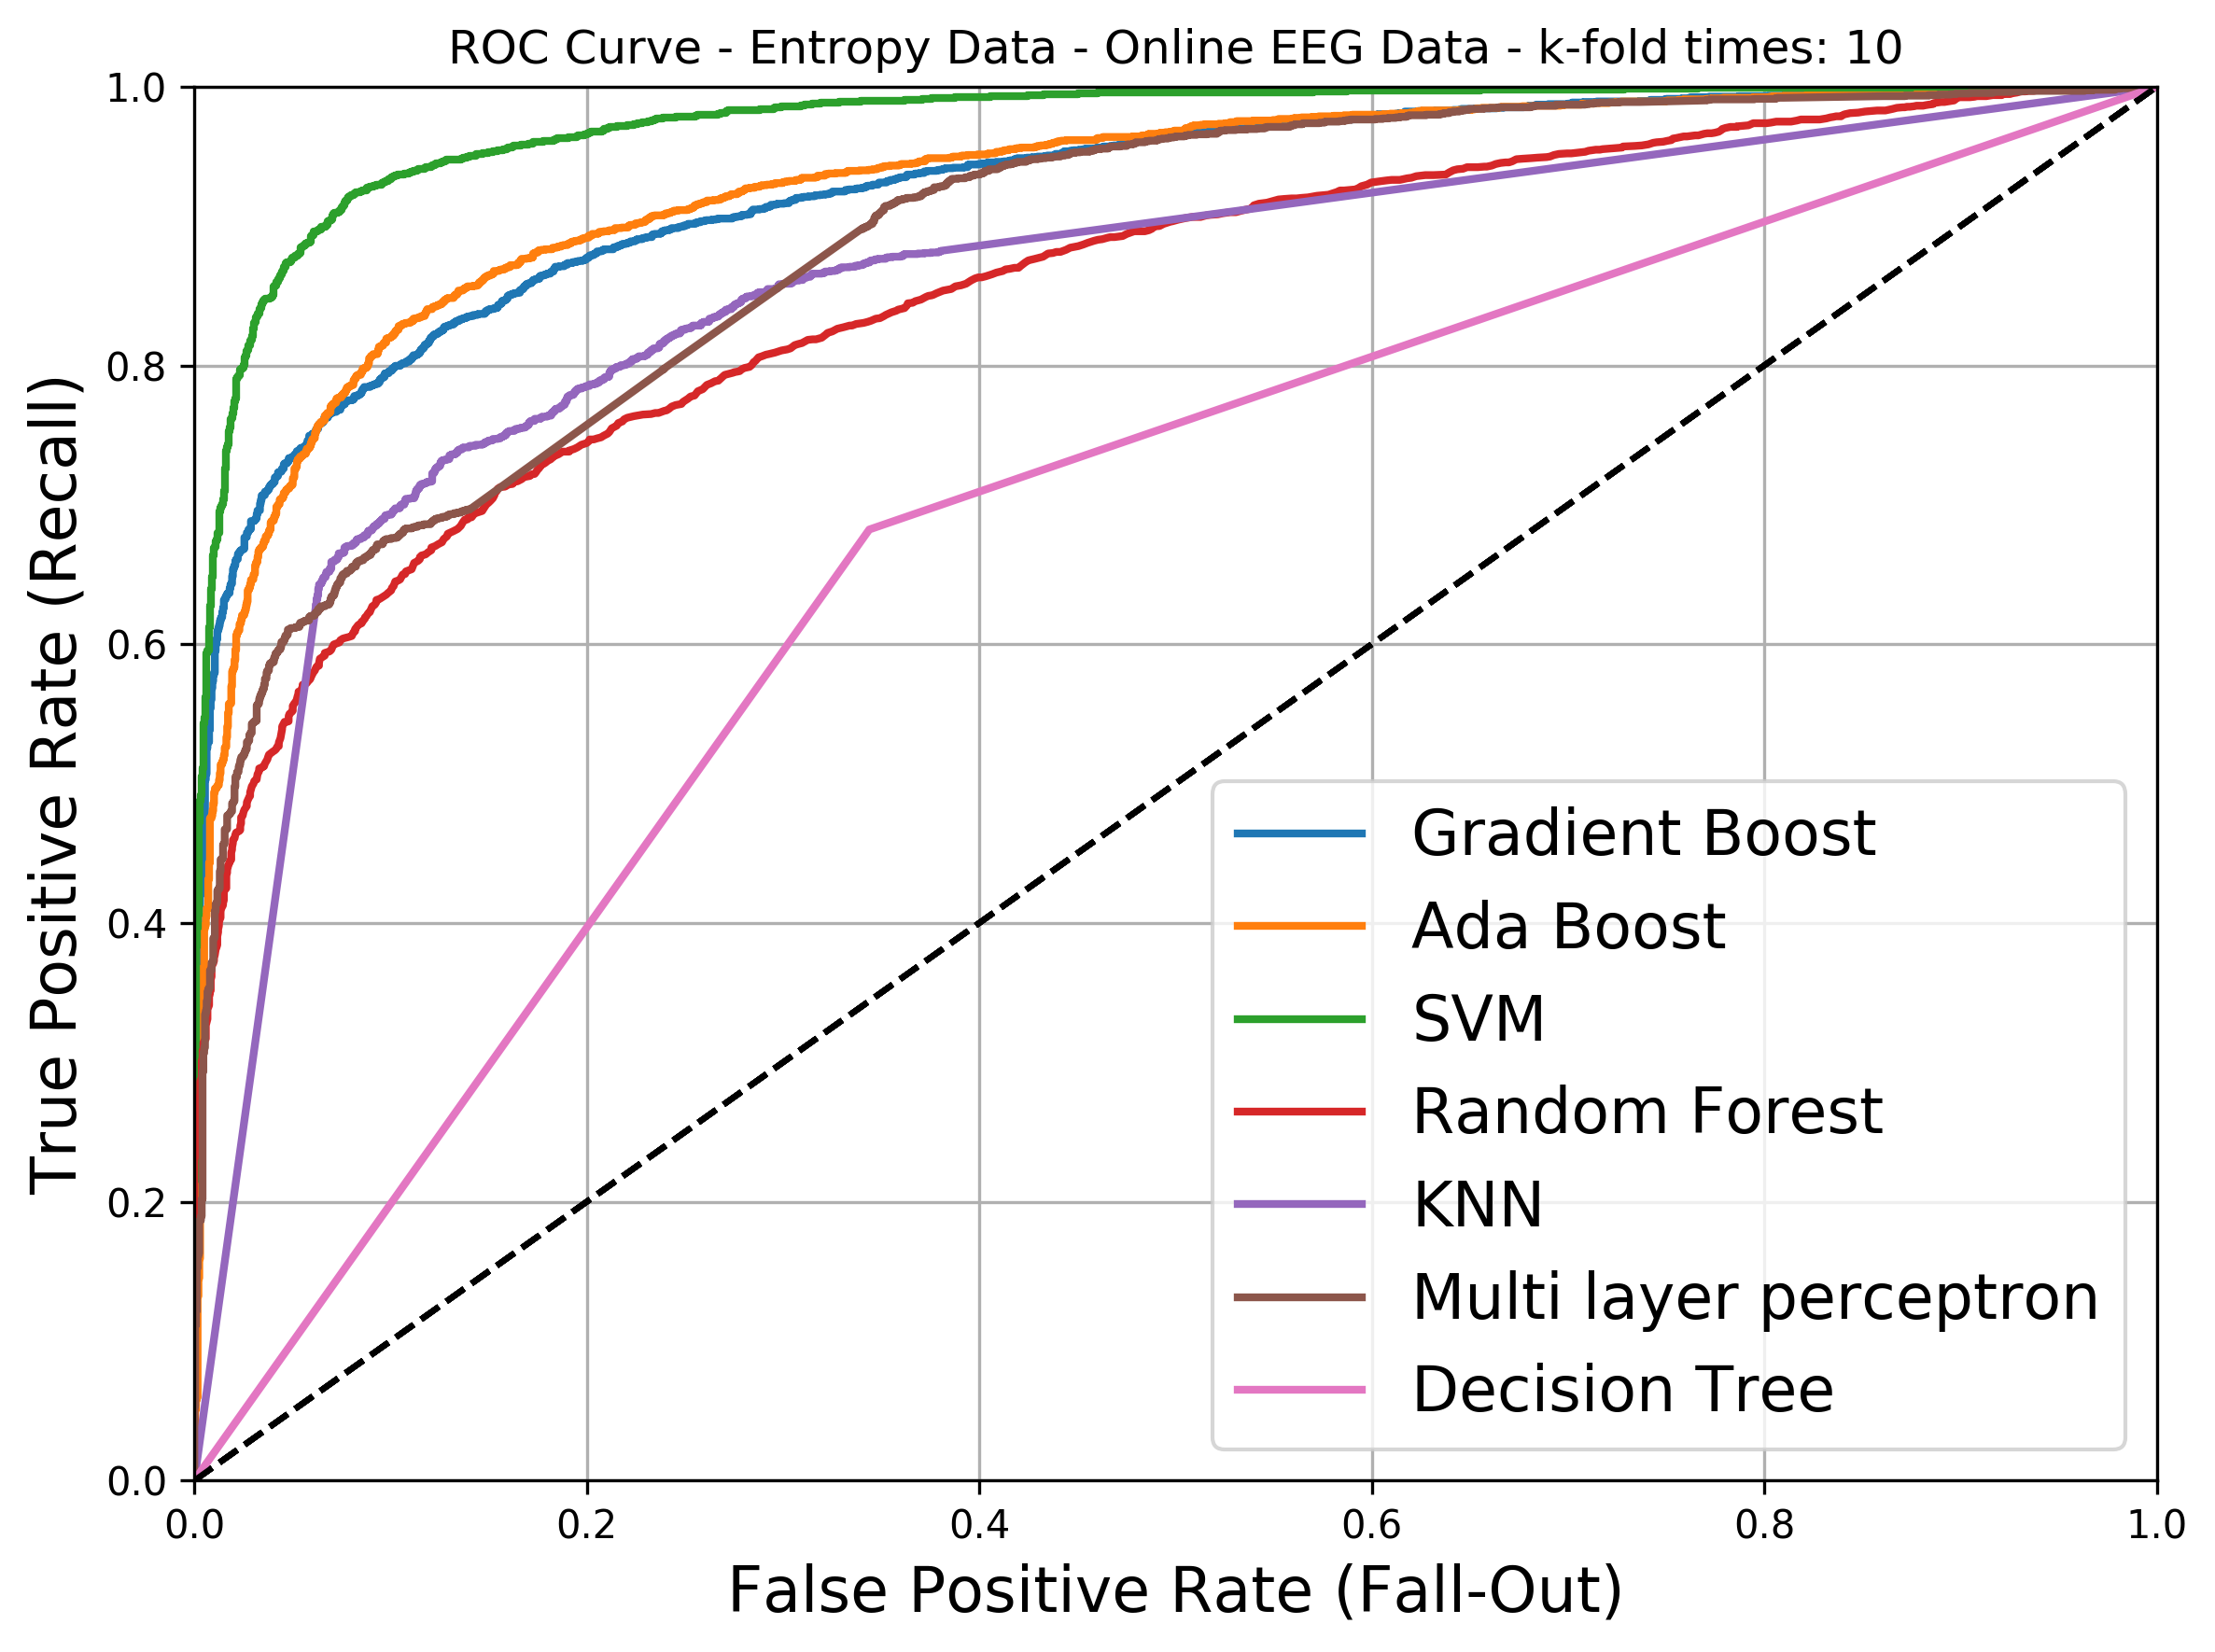 ROC Curve - Entropy Data - Online EEG Data - k-fold times: 10
True Positive Rate (Recall)
1.0
0.8
0.6
0.4
0.2
0.0
Gradient Boost
Ada Boost
SVM
Random Forest
KNN
Multi layer perceptron
Decision Tree
0.0 0.2 0.4 0.6 0.8 1.0
False Positive Rate (Fall-Out)